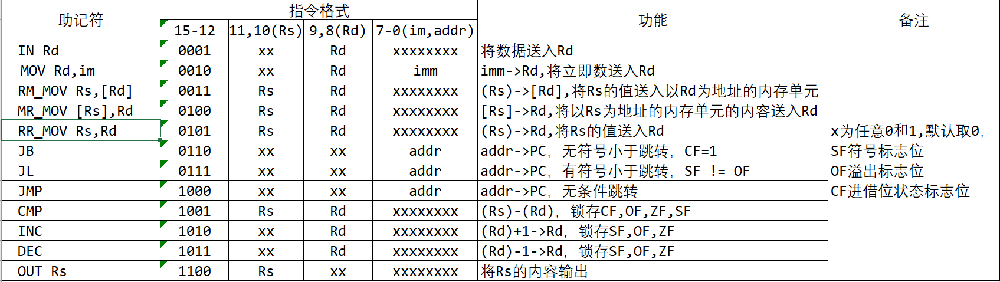 助记符 指令格式 功能 备注
15-12 11,10(Rs) 9,8(Rd) 7-0(im,addr)
IN Rd 0001 xx Rd xxxxxxxx 将数据送入Rd
MOV Rd,im 0010 xx Rd imm imm->Rd,将立即数送入Rd
RM_MOV Rs,[Rd] 0011 Rs Rd xxxxxxxx (Rs)->[Rd],将Rs的值送入以Rd为地址的内存单元
MR_MOV [Rs],Rd 0100 Rs Rd xxxxxxxx [Rs]->Rd,将以Rs为地址的内存单元的内容送入Rd
RR_MOV Rs,Rd 0101 Rs Rd xxxxxxxx (Rs)->Rd,将Rs的值送入Rd
JB 0110 xx xx addr addr->PC，无符号小于跳转，CF=1
JL 0111 xx xx addr addr->PC，有符号小于跳转，SF != OF
JMP 1000 xx xx addr addr->PC，无条件跳转
CMP 1001 Rs Rd xxxxxxxx (Rs)-(Rd)，锁存CF,OF,ZF,SF
INC 1010 xx Rd xxxxxxxx (Rd)+1->Rd，锁存SF,OF,ZF
DEC 1011 xx Rd xxxxxxxx (Rd)-1->Rd，锁存SF,OF,ZF
OUT Rs 1100 Rs xx xxxxxxxx 将Rs的内容输出
x为任意0和1,默认取0，
SF符号标志位
OF溢出标志位
CF进借位状态标志位